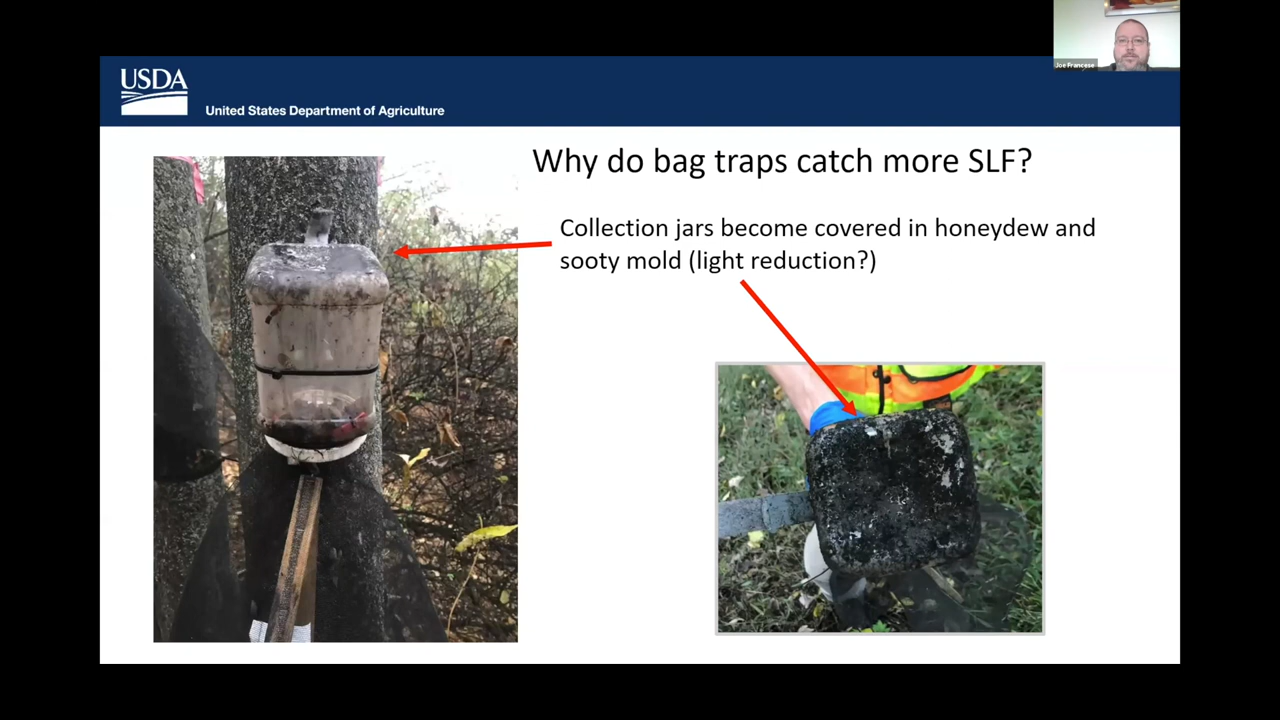 Joe Francese
USDA
United States Department of Agriculture
Why do bag traps catch more SLF?
Collection jars become covered in honeydew and
sooty mold (light reduction?)